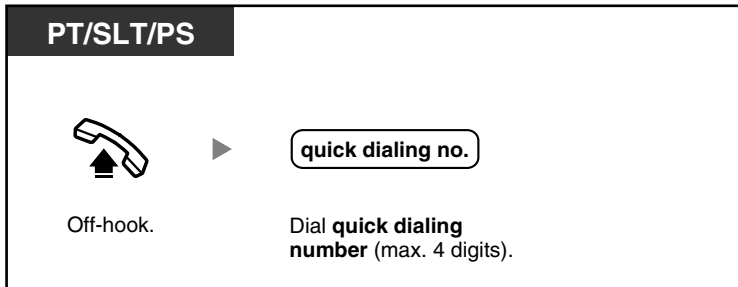 PT/SLT/PS
quick dialing no.
Off-hook.
Dial quick dialing
number (max. 4 digits).